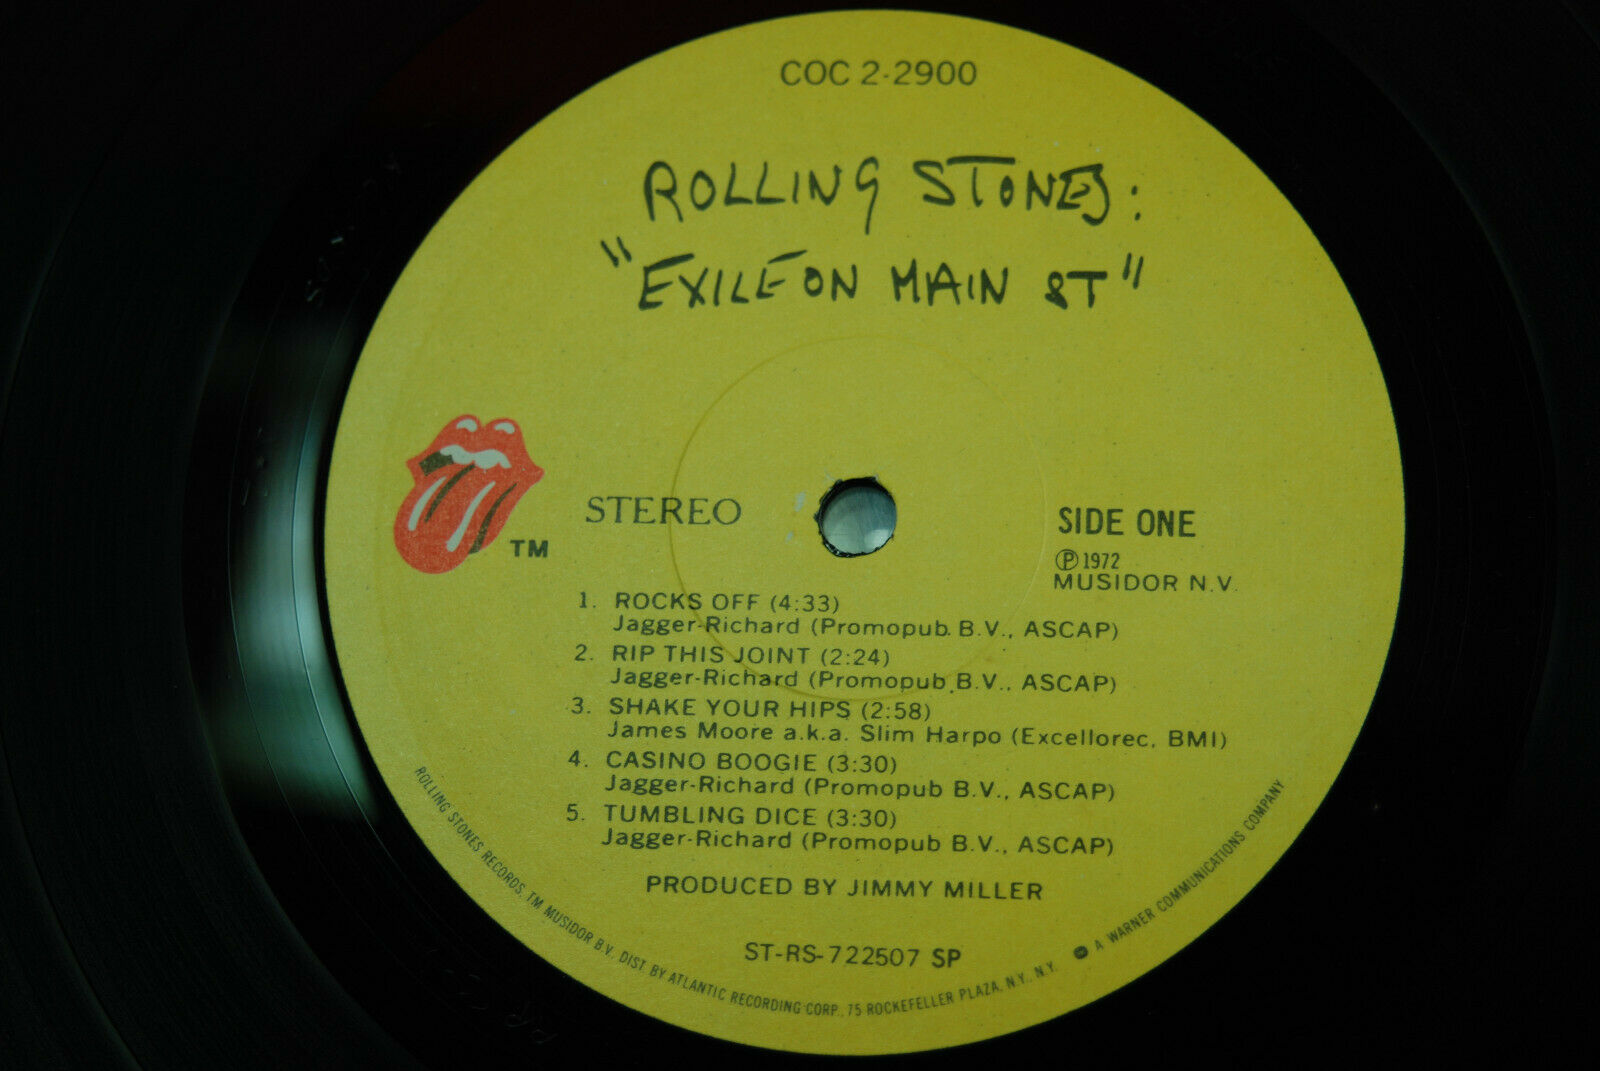 COC 2-2900
ROLLING STONES:
"EXILE ON MAIN ST"
TM
STEREO
SIDE ONE
Ⓟ1972
MUSIDOR N.V.
1. ROCKS OFF (4:33)
Jagger-Richard (Promopub B.V., ASCAP)
2. RIP THIS JOINT (2:24)
Jagger-Richard (Promopub B.V., ASCAP)
3. SHAKE YOUR HIPS (2:58)
James Moore a.k.a. Slim Harpo (Excellorec, BMI)
4. CASINO BOOGIE (3:30)
Jagger-Richard (Promopub B.V., ASCAP)
5. TUMBLING DICE (3:30)
Jagger-Richard (Promopub B.V., ASCAP)
PRODUCED BY JIMMY MILLER
ST-RS-722507 SP
ROLLING STONES RECORDS, TM MUSIDOR B.V. DIST. BY ATLANTIC RECORDING CORP., 75 ROCKEFELLER PLAZA, N.Y., N.Y. A WARNER COMMUNICATIONS COMPANY